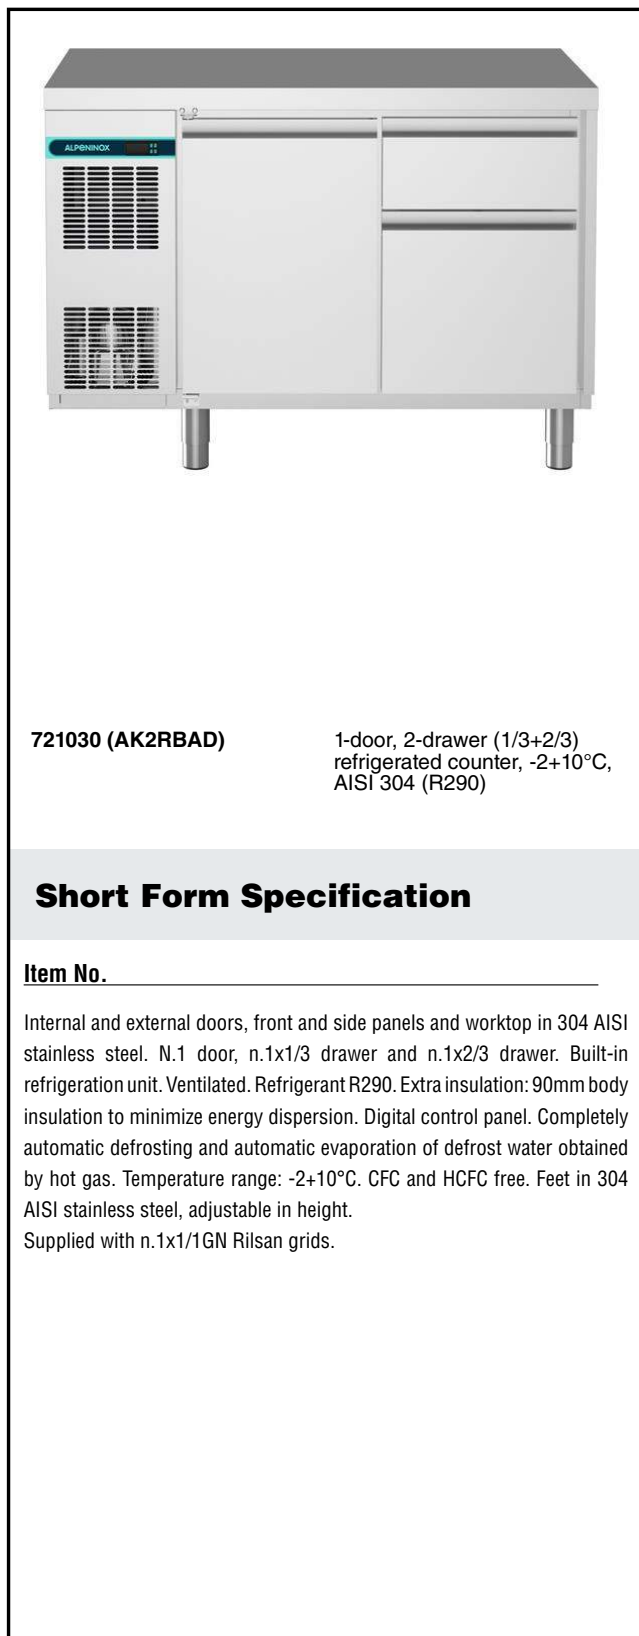 ALPENINOX
721030 (AK2RBAD)
1-door, 2-drawer (1/3+2/3)
refrigerated counter, -2+10°C,
AISI 304 (R290)
Short Form Specification
Item No.
Internal and external doors, front and side panels and worktop in 304 AISI
stainless steel. N.1 door, n.1x1/3 drawer and n.1x2/3 drawer. Built-in
refrigeration unit. Ventilated. Refrigerant R290. Extra insulation: 90mm body
insulation to minimize energy dispersion. Digital control panel. Completely
automatic defrosting and automatic evaporation of defrost water obtained
by hot gas. Temperature range: -2+10°C. CFC and HCFC free. Feet in 304
AISI stainless steel, adjustable in height.
Supplied with n.1x1/1GN Rilsan grids.